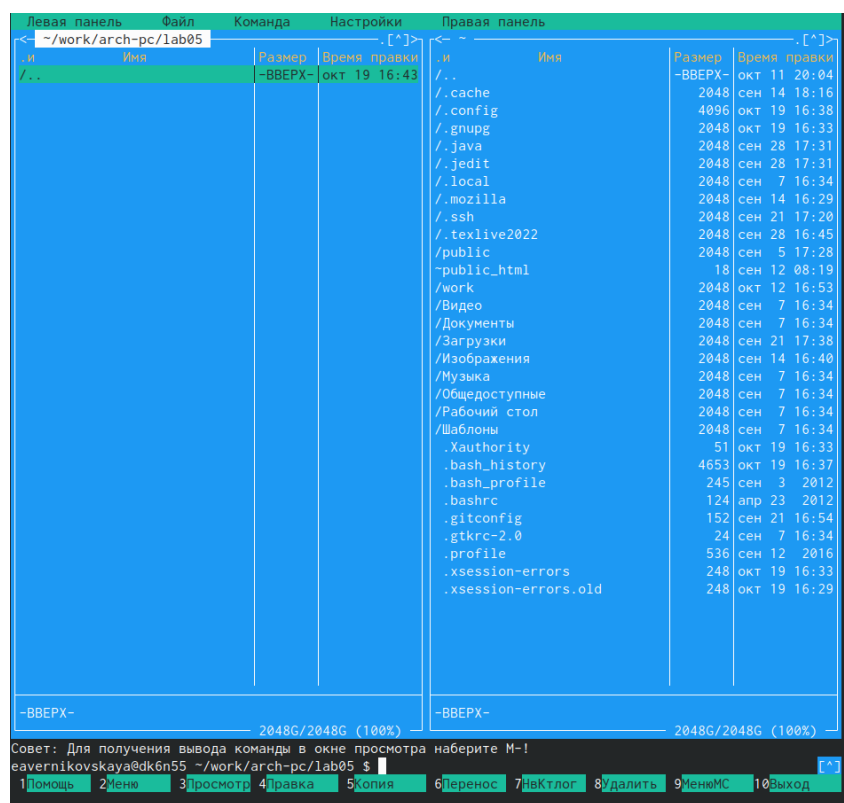 Левая панель Файл Команда Настройки Правая панель
<— ~/work/arch-pc/lab05 .[^]>
.и Имя Размер Время правки
/.. -ВВЕРХ- окт 19 16:43
-ВВЕРХ-
2048G/2048G (100%)
<— ~ .[^]>
.и Имя Размер Время правки
/.. -ВВЕРХ- окт 11 20:04
/.cache 2048 сен 14 18:16
/.config 4096 окт 19 16:38
/.gnupg 2048 окт 19 16:33
/.java 2048 сен 28 17:31
/.jedit 2048 сен 28 17:31
/.local 2048 сен 7 16:34
/.mozilla 2048 сен 14 16:29
/.ssh 2048 сен 21 17:20
/.texlive2022 2048 сен 28 16:45
/public 2048 сен 5 17:28
~public_html 18 сен 12 08:19
/work 2048 окт 12 16:53
/Видео 2048 сен 7 16:34
/Документы 2048 сен 7 16:34
/Загрузки 2048 сен 21 17:38
/Изображения 2048 сен 14 16:40
/Музыка 2048 сен 7 16:34
/Общедоступные 2048 сен 7 16:34
/Рабочий стол 2048 сен 7 16:34
/Шаблоны 2048 сен 7 16:34
.Xauthority 51 окт 19 16:33
.bash_history 4653 окт 19 16:37
.bash_profile 245 сен 3 2012
.bashrc 124 апр 23 2012
.gitconfig 152 сен 21 16:54
.gtkrc-2.0 24 сен 7 16:34
.profile 536 сен 12 2016
.xsession-errors 248 окт 19 16:33
.xsession-errors.old 248 окт 19 16:29
-ВВЕРХ-
2048G/2048G (100%)
Совет: Для получения вывода команды в окне просмотра наберите M-!
eavernikovskaya@dk6n55 ~/work/arch-pc/lab05 $ [^]
1Помощь 2Меню 3Просмотр 4Правка 5Копия 6Перенос 7НвКтлог 8Удалить 9МенюMC 10Выход